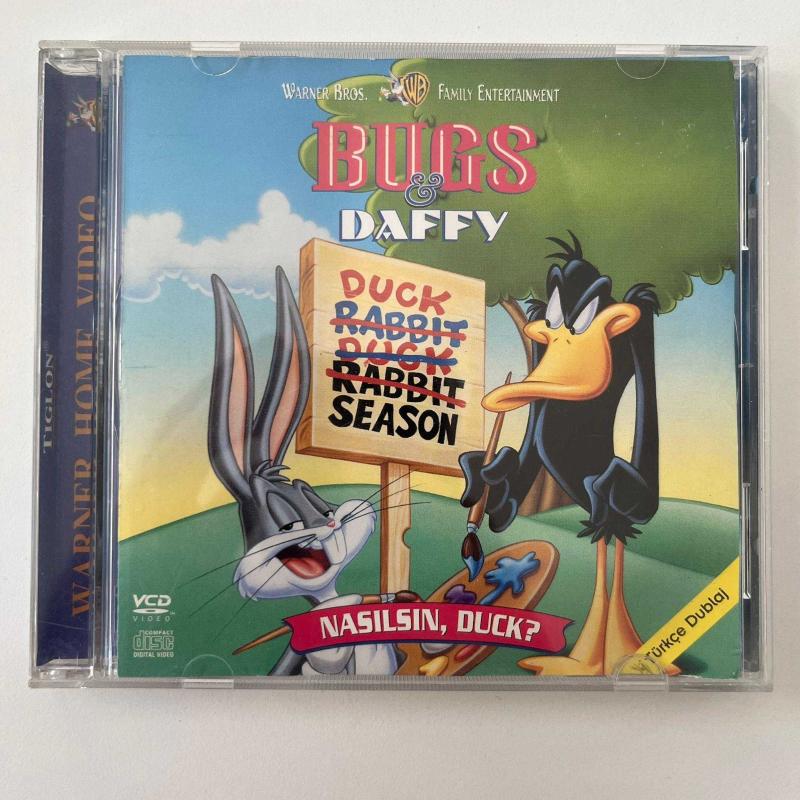 WARNER BROS. WB FAMILY ENTERTAINMENT
BUGS
&
DAFFY
DUCK
RABBIT
DUCK
RABBIT
SEASON
NASILSIN, DUCK?
Türkçe Dublaj
VCD
VIDEO
COMPACT
disc
DIGITAL VIDEO
TIGLON®
WARNER HOME VIDEO